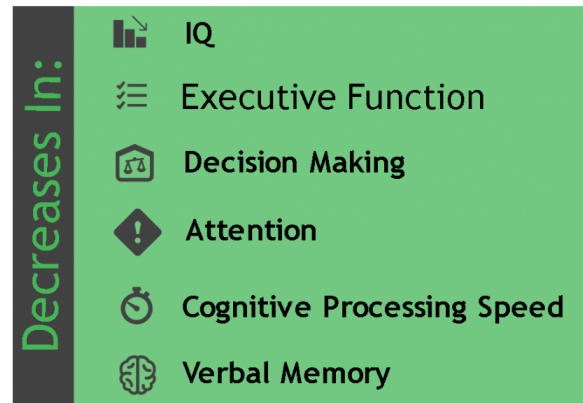 Decreases In:
IQ
Executive Function
Decision Making
Attention
Cognitive Processing Speed
Verbal Memory